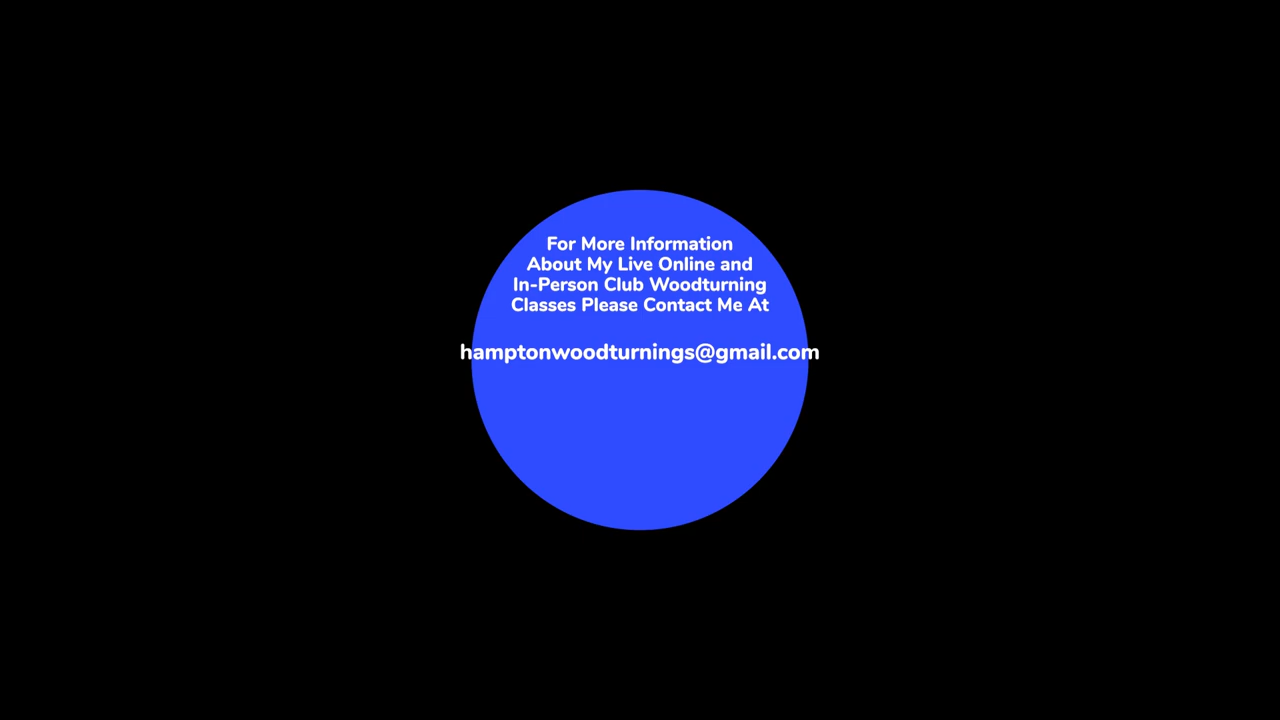 For More Information
About My Live Online and
In-Person Club Woodturning
Classes Please Contact Me At
hamptonwoodturnings@gmail.com